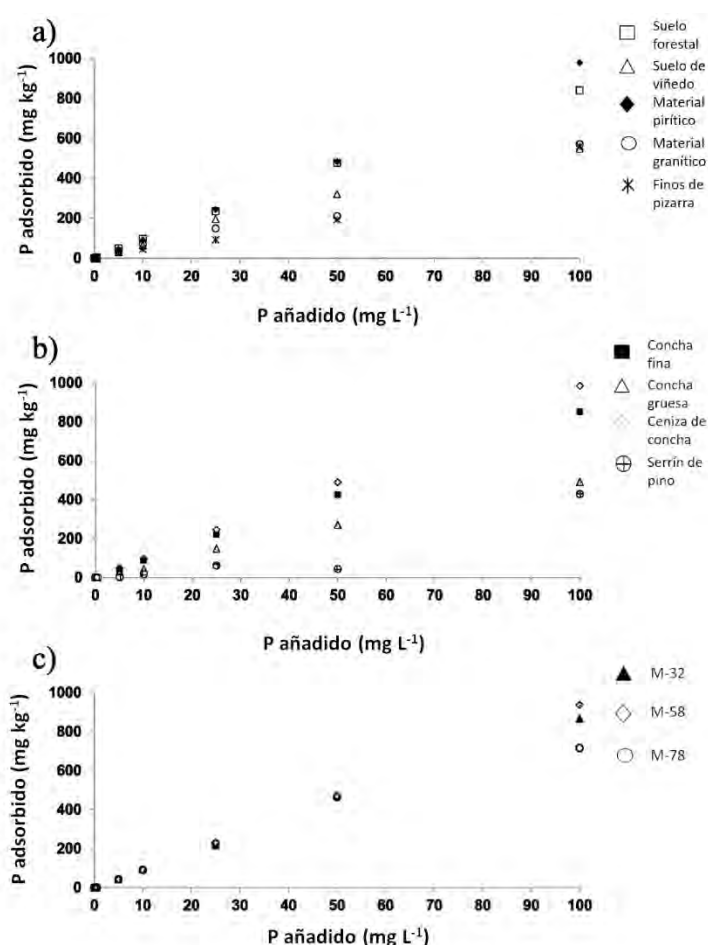 a)
Suelo
forestal
Suelo de
viñedo
Material
pirítico
Material
granítico
Finos de
pizarra
P adsorbido (mg kg⁻¹)
1000
800
600
400
200
0
0 10 20 30 40 50 60 70 80 90 100
P añadido (mg L⁻¹)
b)
Concha
fina
Concha
gruesa
Ceniza de
concha
Serrín de
pino
P adsorbido (mg kg⁻¹)
1000
800
600
400
200
0
0 10 20 30 40 50 60 70 80 90 100
P añadido (mg L⁻¹)
c)
M-32
M-58
M-78
P adsorbido (mg kg⁻¹)
1000
800
600
400
200
0
0 10 20 30 40 50 60 70 80 90 100
P añadido (mg L⁻¹)